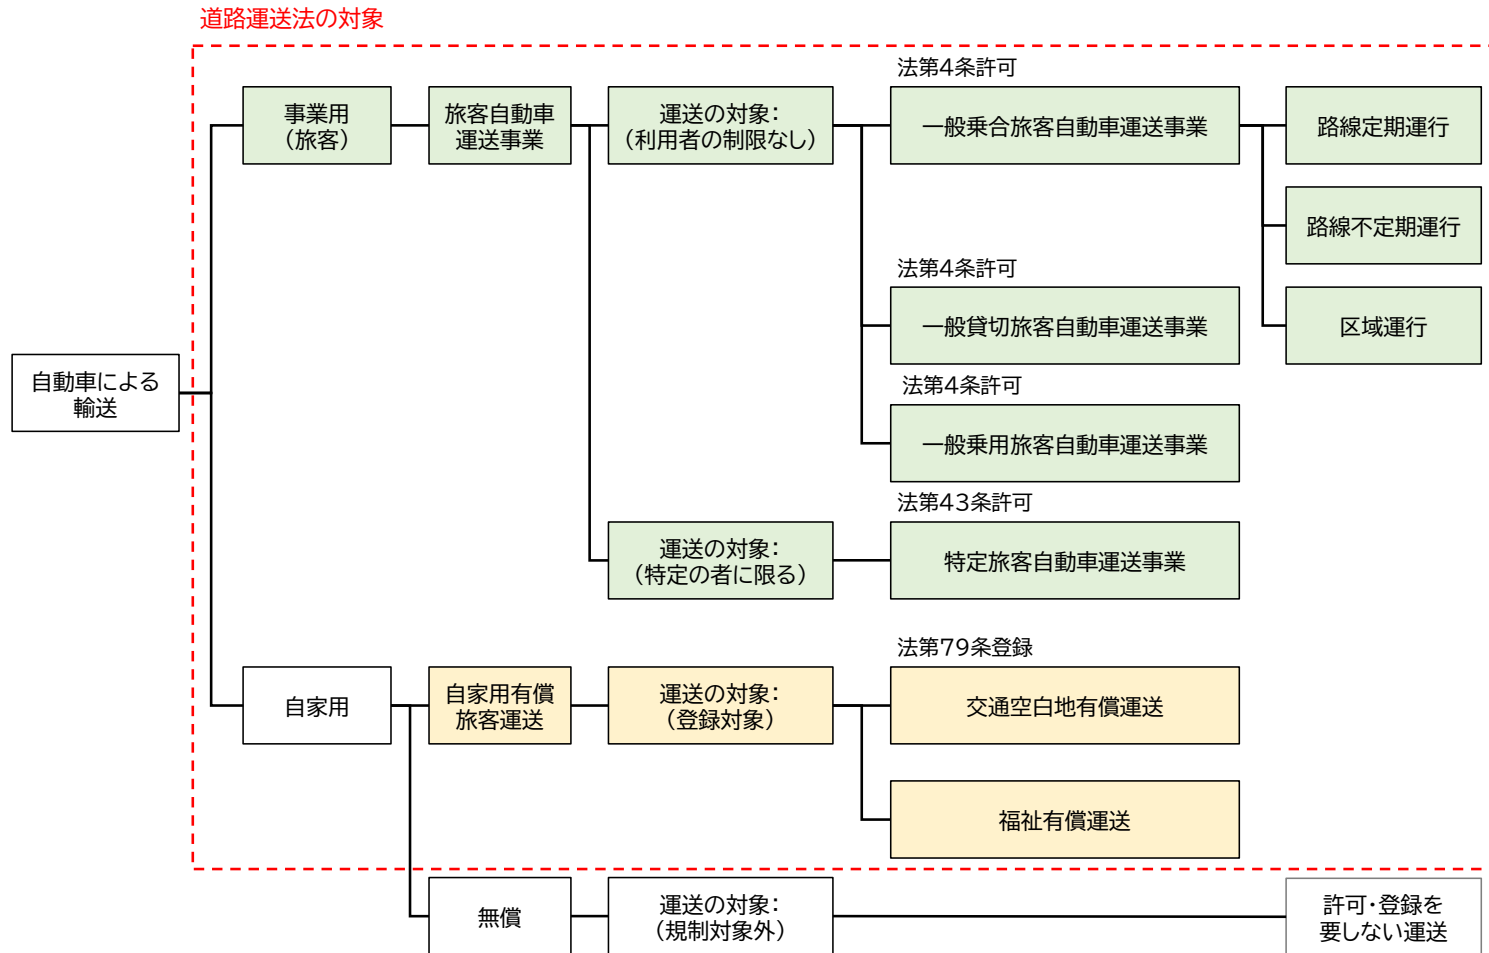 道路運送法の対象
法第4条許可
事業用
（旅客）
旅客自動車
運送事業
運送の対象：
（利用者の制限なし）
一般乗合旅客自動車運送事業
路線定期運行
路線不定期運行
法第4条許可
一般貸切旅客自動車運送事業
区域運行
自動車による
輸送
法第4条許可
一般乗用旅客自動車運送事業
法第43条許可
運送の対象：
（特定の者に限る）
特定旅客自動車運送事業
法第79条登録
自家用
自家用有償
旅客運送
運送の対象：
（登録対象）
交通空白地有償運送
福祉有償運送
無償
運送の対象：
（規制対象外）
許可・登録を
要しない運送